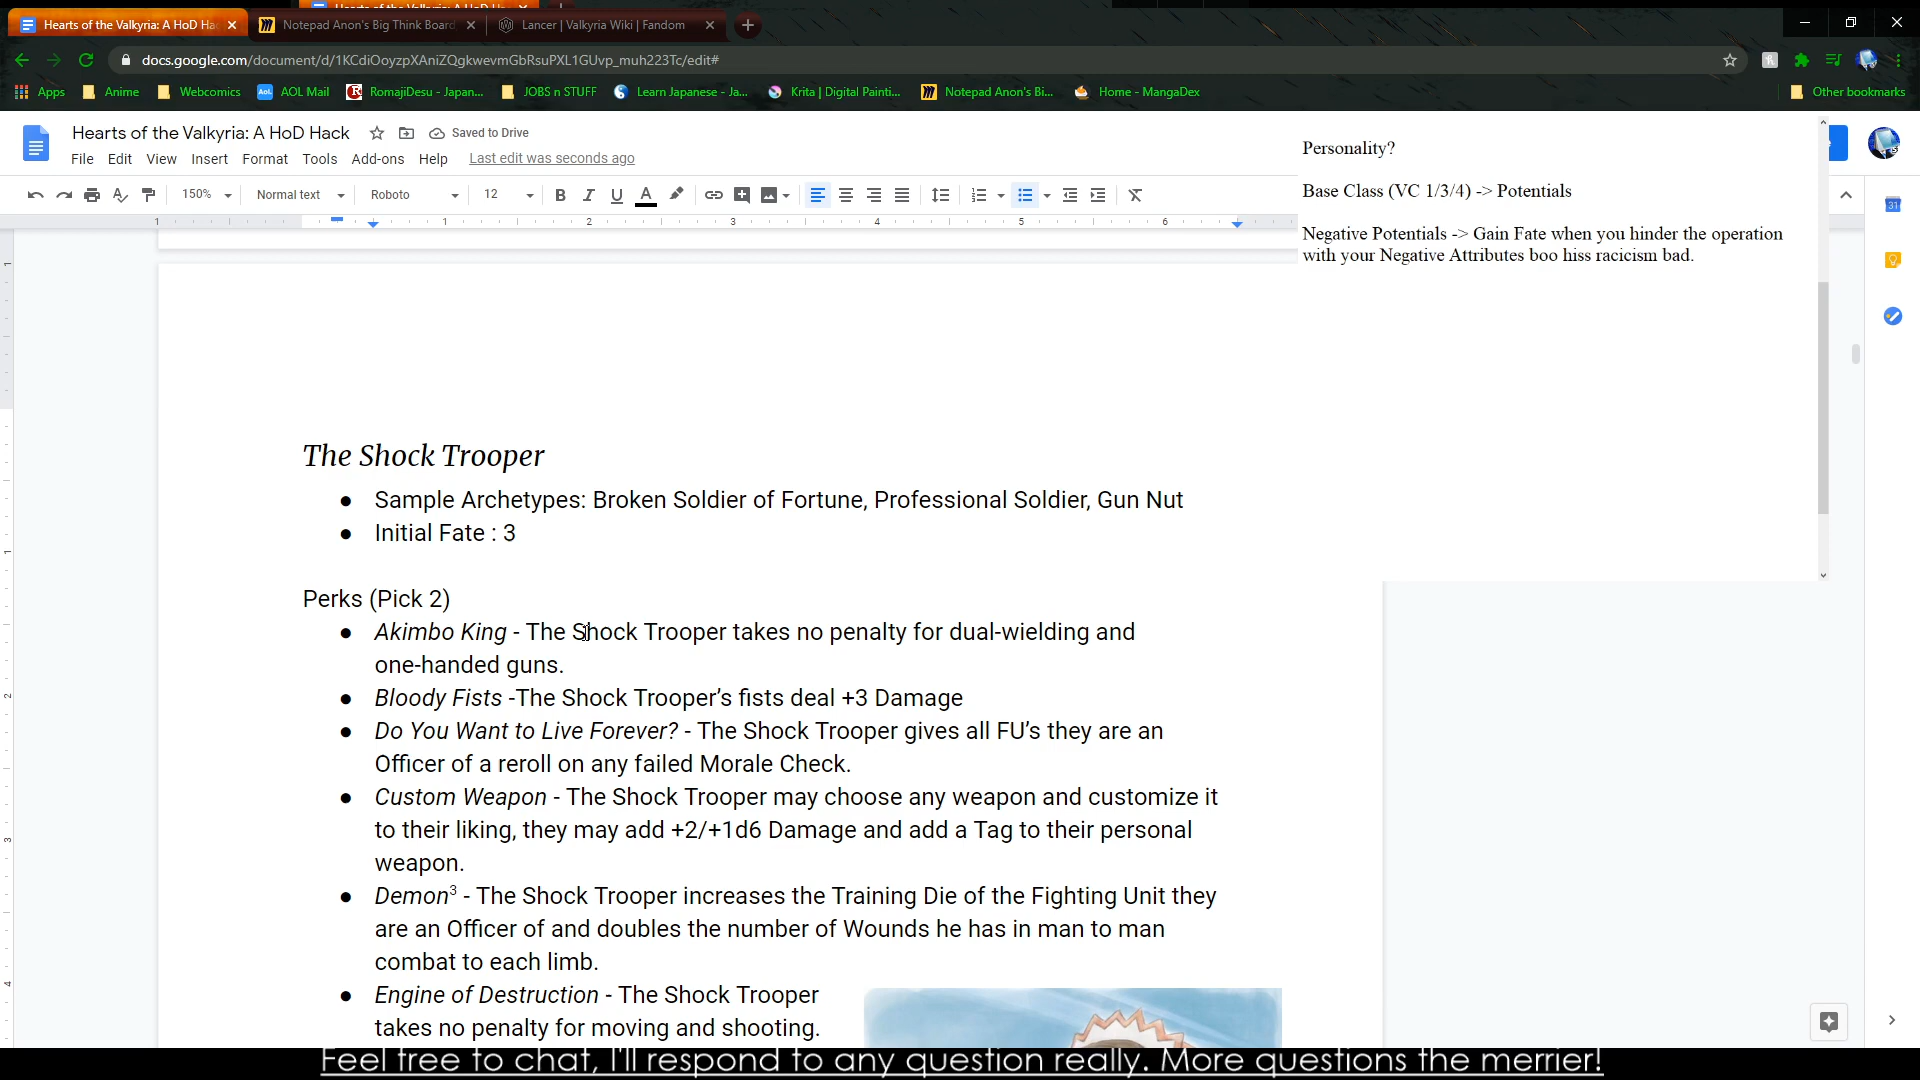 Hearts of the Valkyria: A HoD Ha
Notepad Anon's Big Think Board
Lancer | Valkyria Wiki | Fandom
docs.google.com/document/d/1KCdiOoyzpXAniZQgkwevmGbRsuPXL1GUvp_muh223Tc/edit#
Apps
Anime
Webcomics
AOL Mail
RomajiDesu - Japan...
JOBS n STUFF
Learn Japanese - Ja...
Krita | Digital Painti...
Notepad Anon's Bi...
Home - MangaDex
Other bookmarks
Hearts of the Valkyria: A HoD Hack
Saved to Drive
File Edit View Insert Format Tools Add-ons Help Last edit was seconds ago
150% Normal text Roboto 12
Personality?
Base Class (VC 1/3/4) -> Potentials
Negative Potentials -> Gain Fate when you hinder the operation
with your Negative Attributes boo hiss racicism bad.
1 1 2 3 4 5 6
The Shock Trooper
● Sample Archetypes: Broken Soldier of Fortune, Professional Soldier, Gun Nut
● Initial Fate : 3
Perks (Pick 2)
● Akimbo King - The Shock Trooper takes no penalty for dual-wielding and
one-handed guns.
● Bloody Fists -The Shock Trooper’s fists deal +3 Damage
● Do You Want to Live Forever? - The Shock Trooper gives all FU’s they are an
Officer of a reroll on any failed Morale Check.
● Custom Weapon - The Shock Trooper may choose any weapon and customize it
to their liking, they may add +2/+1d6 Damage and add a Tag to their personal
weapon.
● Demon³ - The Shock Trooper increases the Training Die of the Fighting Unit they
are an Officer of and doubles the number of Wounds he has in man to man
combat to each limb.
● Engine of Destruction - The Shock Trooper
takes no penalty for moving and shooting.
Feel free to chat, I'll respond to any question really. More questions the merrier!